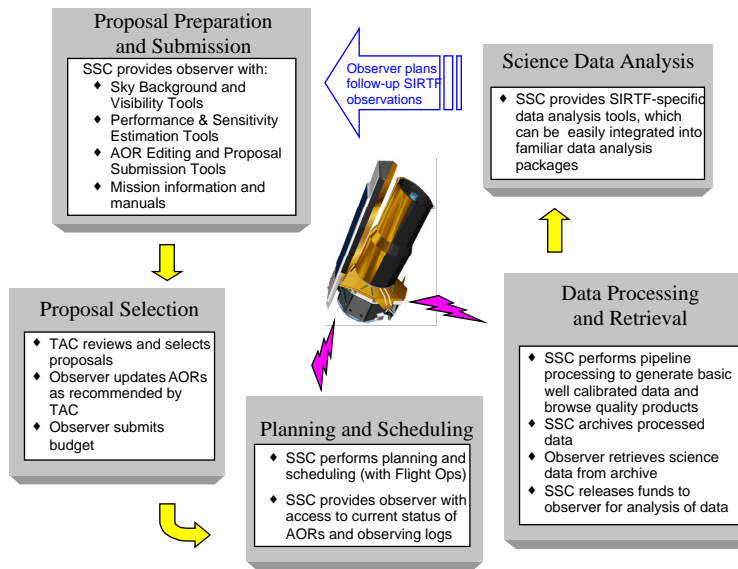 Proposal Preparation
and Submission
SSC provides observer with:
♦ Sky Background and
Visibility Tools
♦ Performance & Sensitivity
Estimation Tools
♦ AOR Editing and Proposal
Submission Tools
♦ Mission information and
manuals
Observer plans
follow-up SIRTF
observations
Science Data Analysis
♦ SSC provides SIRTF-specific
data analysis tools, which
can be easily integrated into
familiar data analysis
packages
Proposal Selection
♦ TAC reviews and selects
proposals
♦ Observer updates AORs
as recommended by
TAC
♦ Observer submits
budget
Planning and Scheduling
♦ SSC performs planning and
scheduling (with Flight Ops)
♦ SSC provides observer with
access to current status of
AORs and observing logs
Data Processing
and Retrieval
♦ SSC performs pipeline
processing to generate basic
well calibrated data and
browse quality products
♦ SSC archives processed
data
♦ Observer retrieves science
data from archive
♦ SSC releases funds to
observer for analysis of data